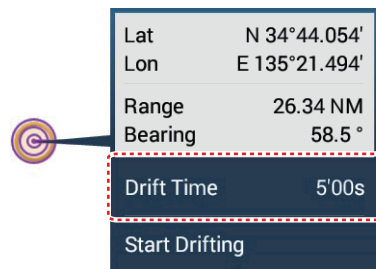 Lat N 34°44.054'
Lon E 135°21.494'
Range 26.34 NM
Bearing 58.5 °
Drift Time 5'00s
Start Drifting